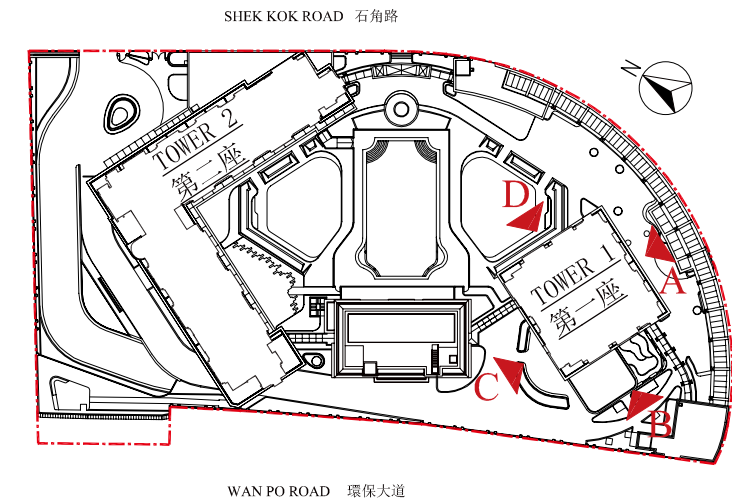 SHEK KOK ROAD 石角路
N
TOWER 2
第二座
D
TOWER 1
第一座
A
C
B
WAN PO ROAD 環保大道